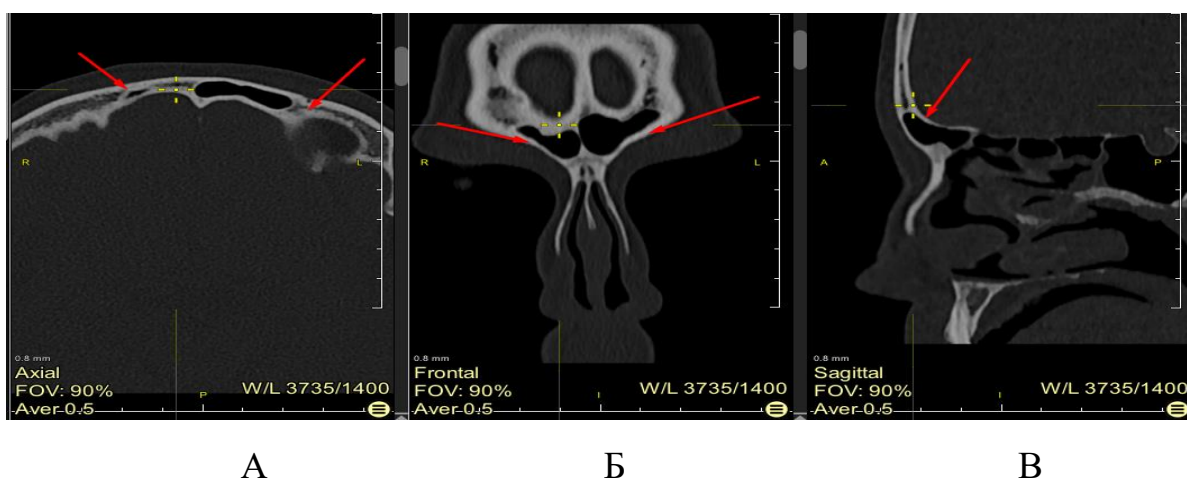 R
L
P
0.8 mm
Axial
FOV: 90%
Aver 0.5
W/L 3735/1400
R
L
I
0.8 mm
Frontal
FOV: 90%
Aver 0.5
W/L 3735/1400
A
P
I
0.8 mm
Sagittal
FOV: 90%
Aver 0.5
W/L 3735/1400
А
Б
В